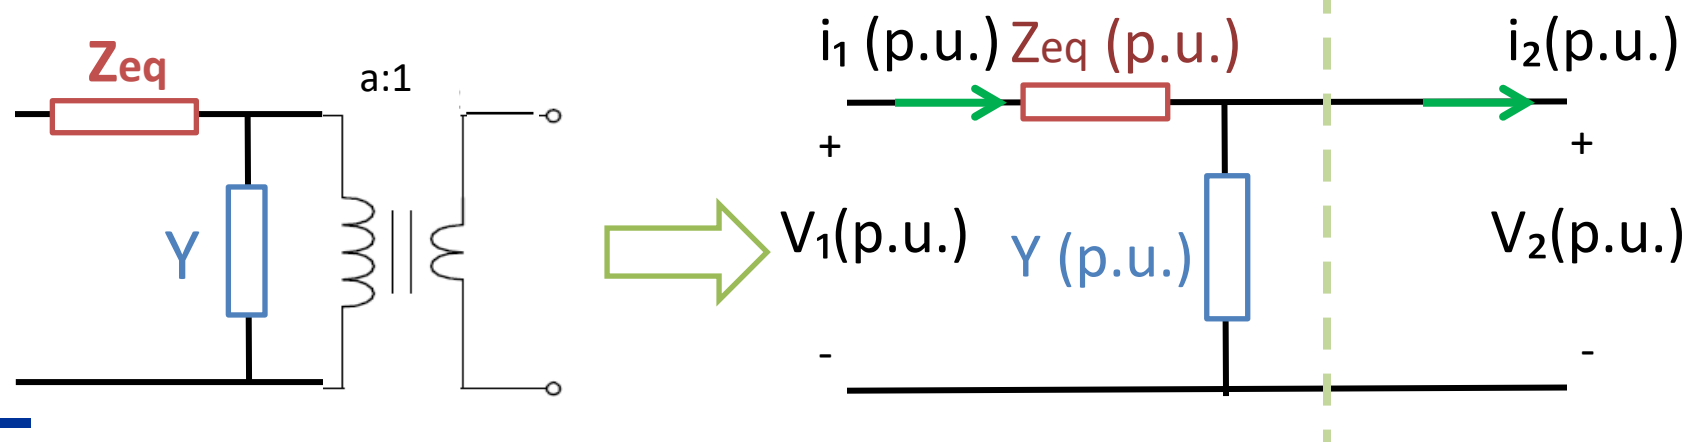 Zeq
a:1
Y
i₁ (p.u.)
Zeq (p.u.)
i₂(p.u.)
+
+
V₁(p.u.)
Y (p.u.)
V₂(p.u.)
-
-